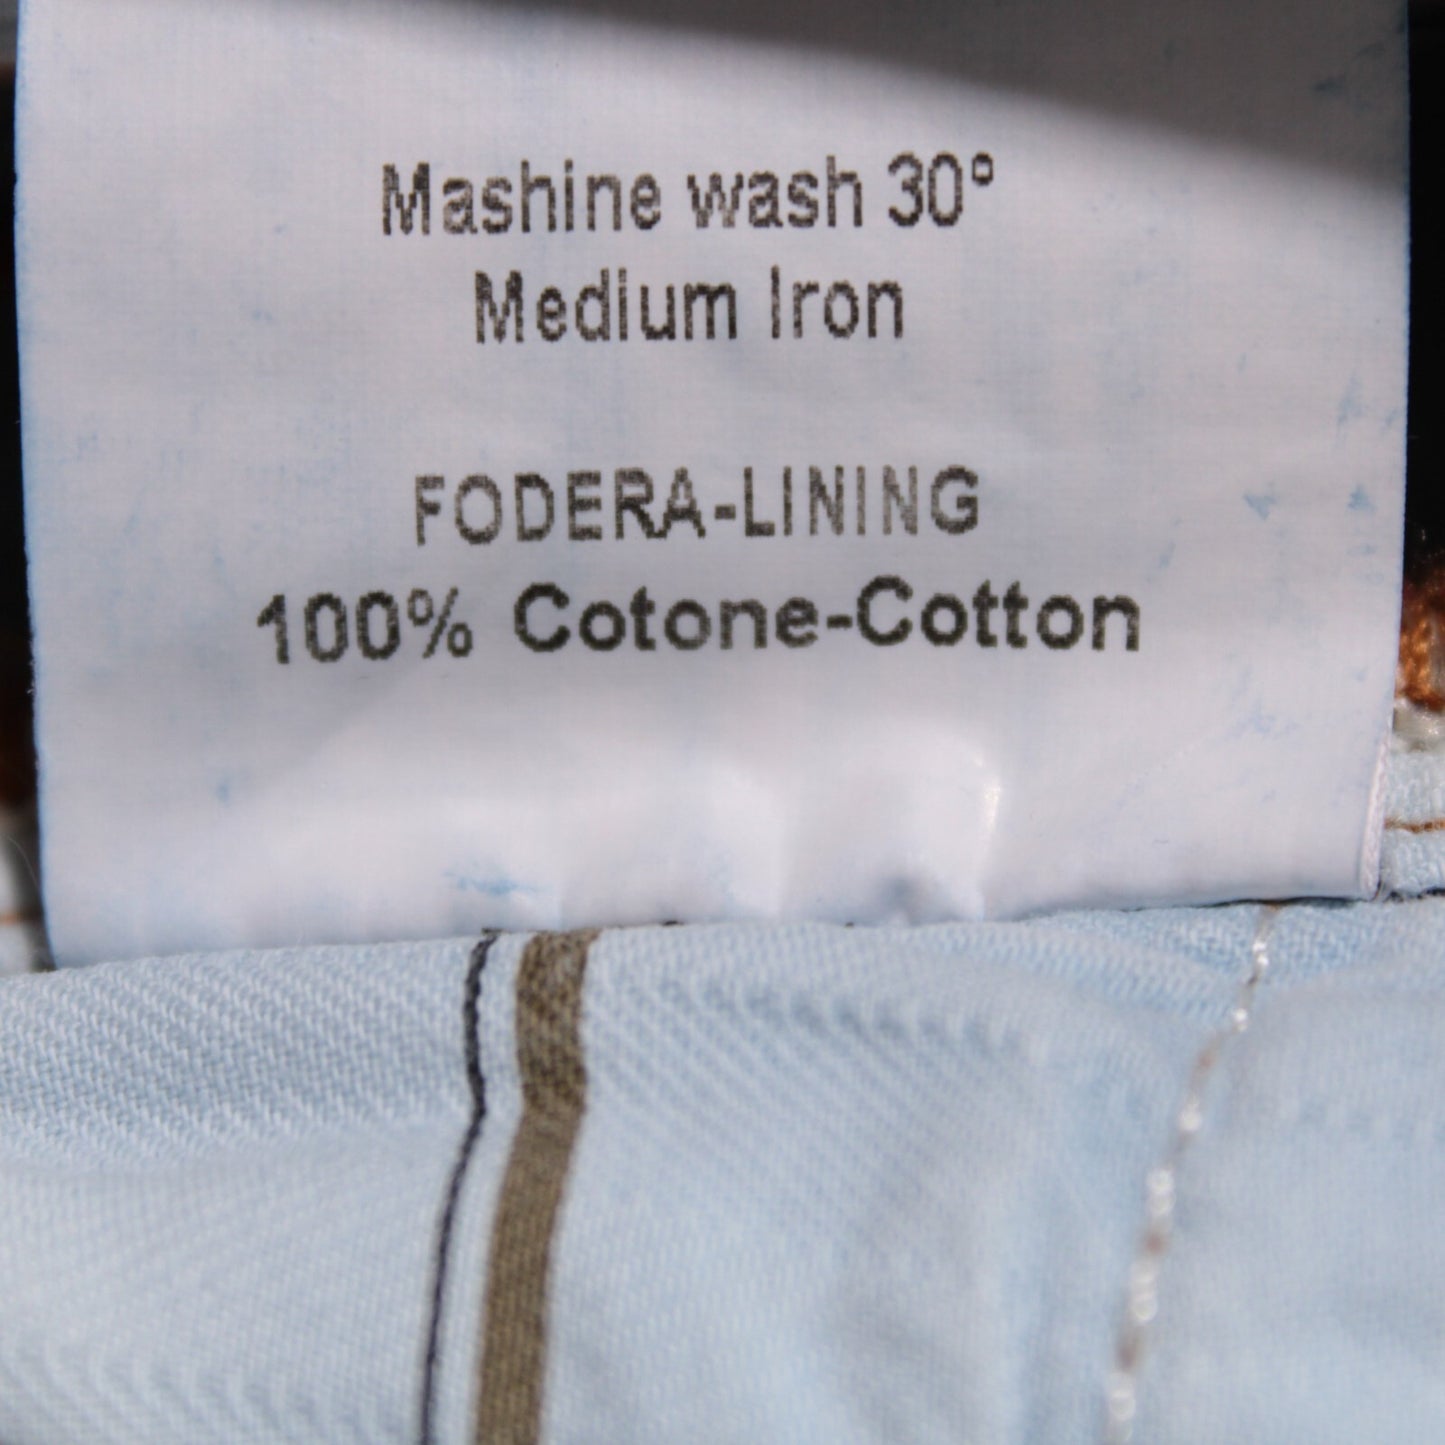 Mashine wash 30°
Medium Iron
FODERA-LINING
100% Cotone-Cotton